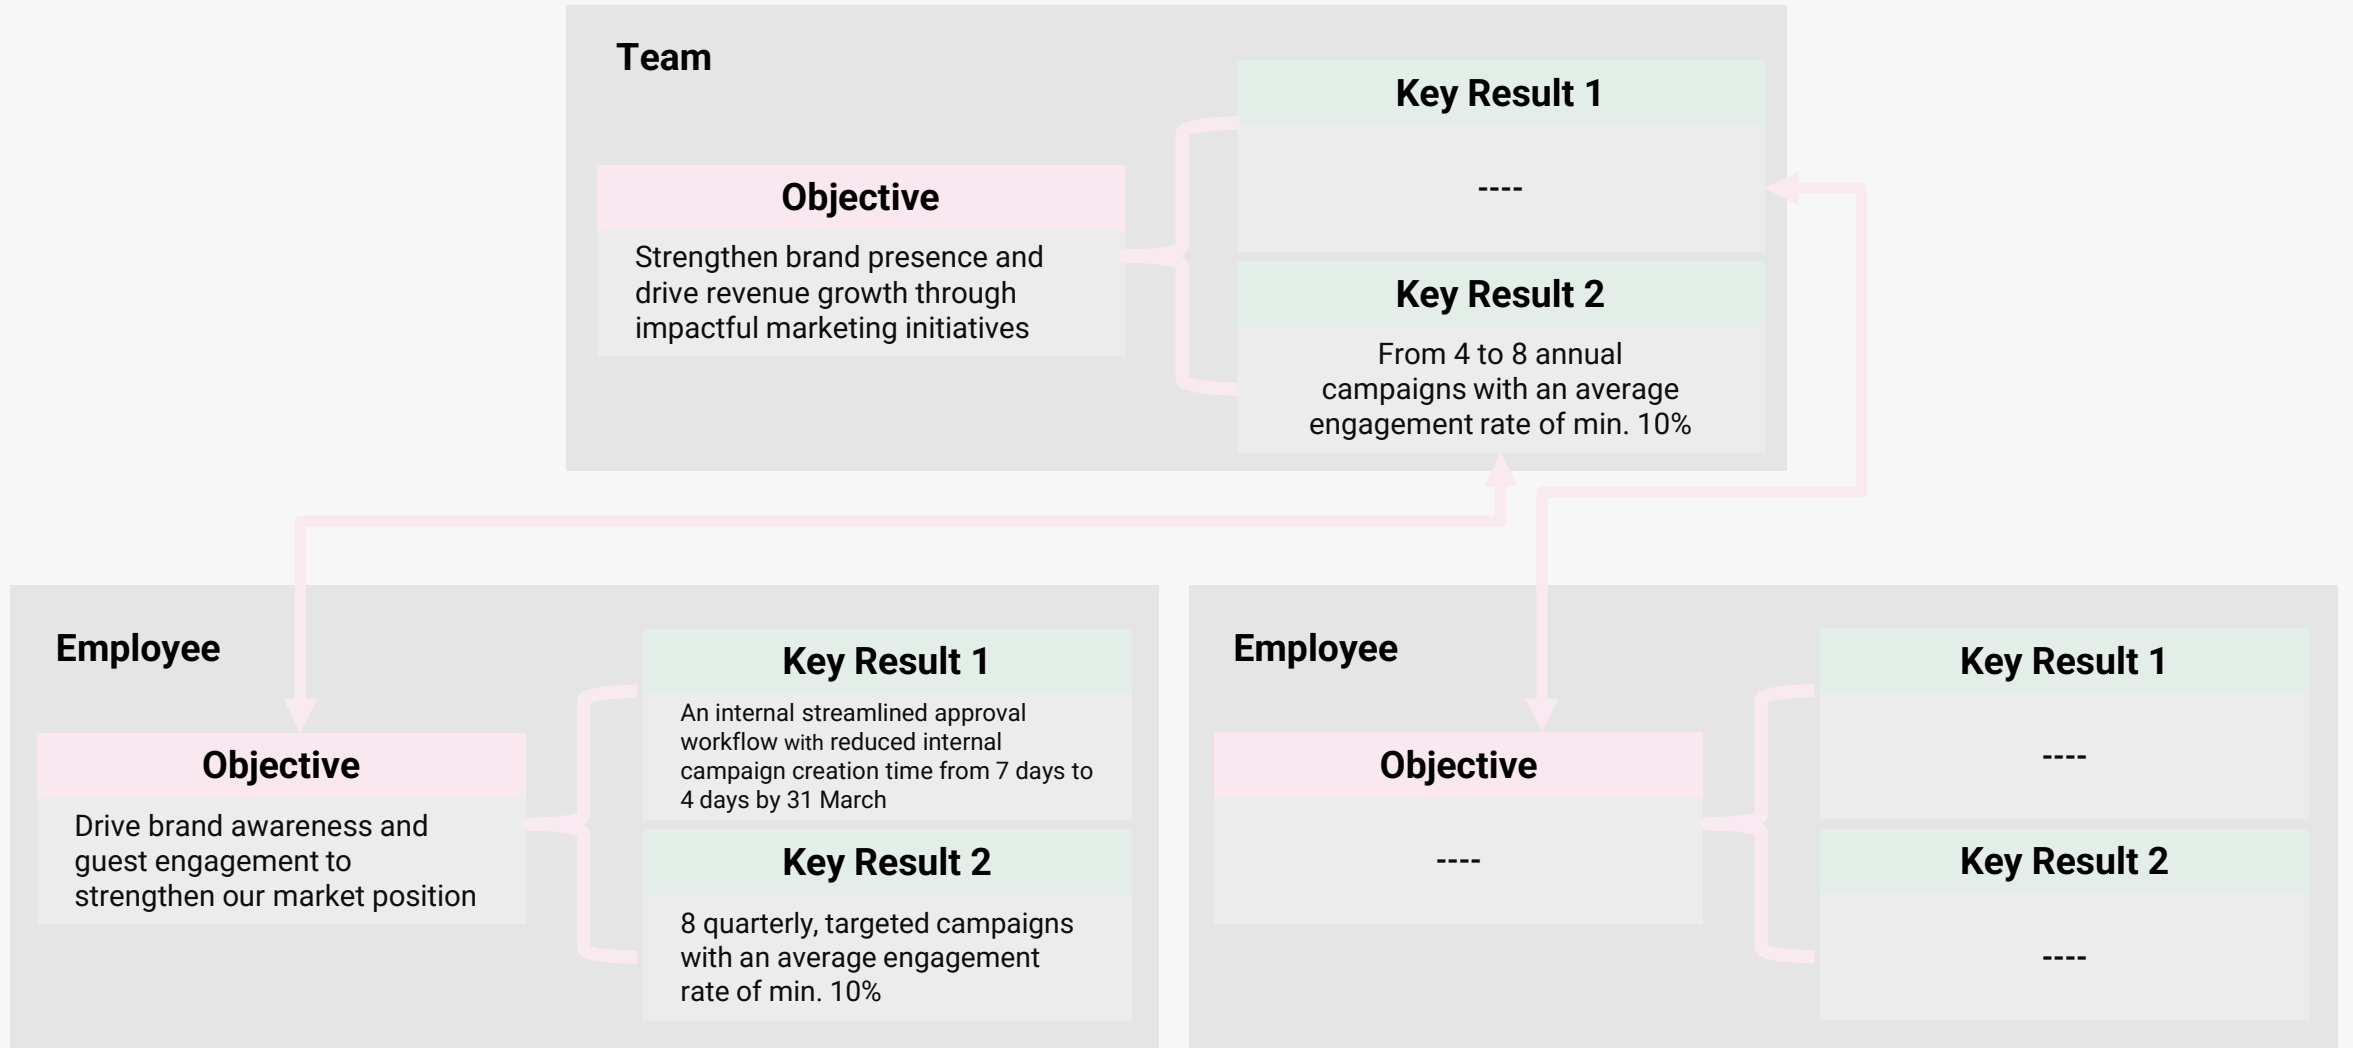 Team
Objective
Strengthen brand presence and
drive revenue growth through
impactful marketing initiatives
Key Result 1
----
Key Result 2
From 4 to 8 annual
campaigns with an average
engagement rate of min. 10%
Employee
Objective
Drive brand awareness and
guest engagement to
strengthen our market position
Key Result 1
An internal streamlined approval
workflow with reduced internal
campaign creation time from 7 days to
4 days by 31 March
Key Result 2
8 quarterly, targeted campaigns
with an average engagement
rate of min. 10%
Employee
Objective
----
Key Result 1
----
Key Result 2
----